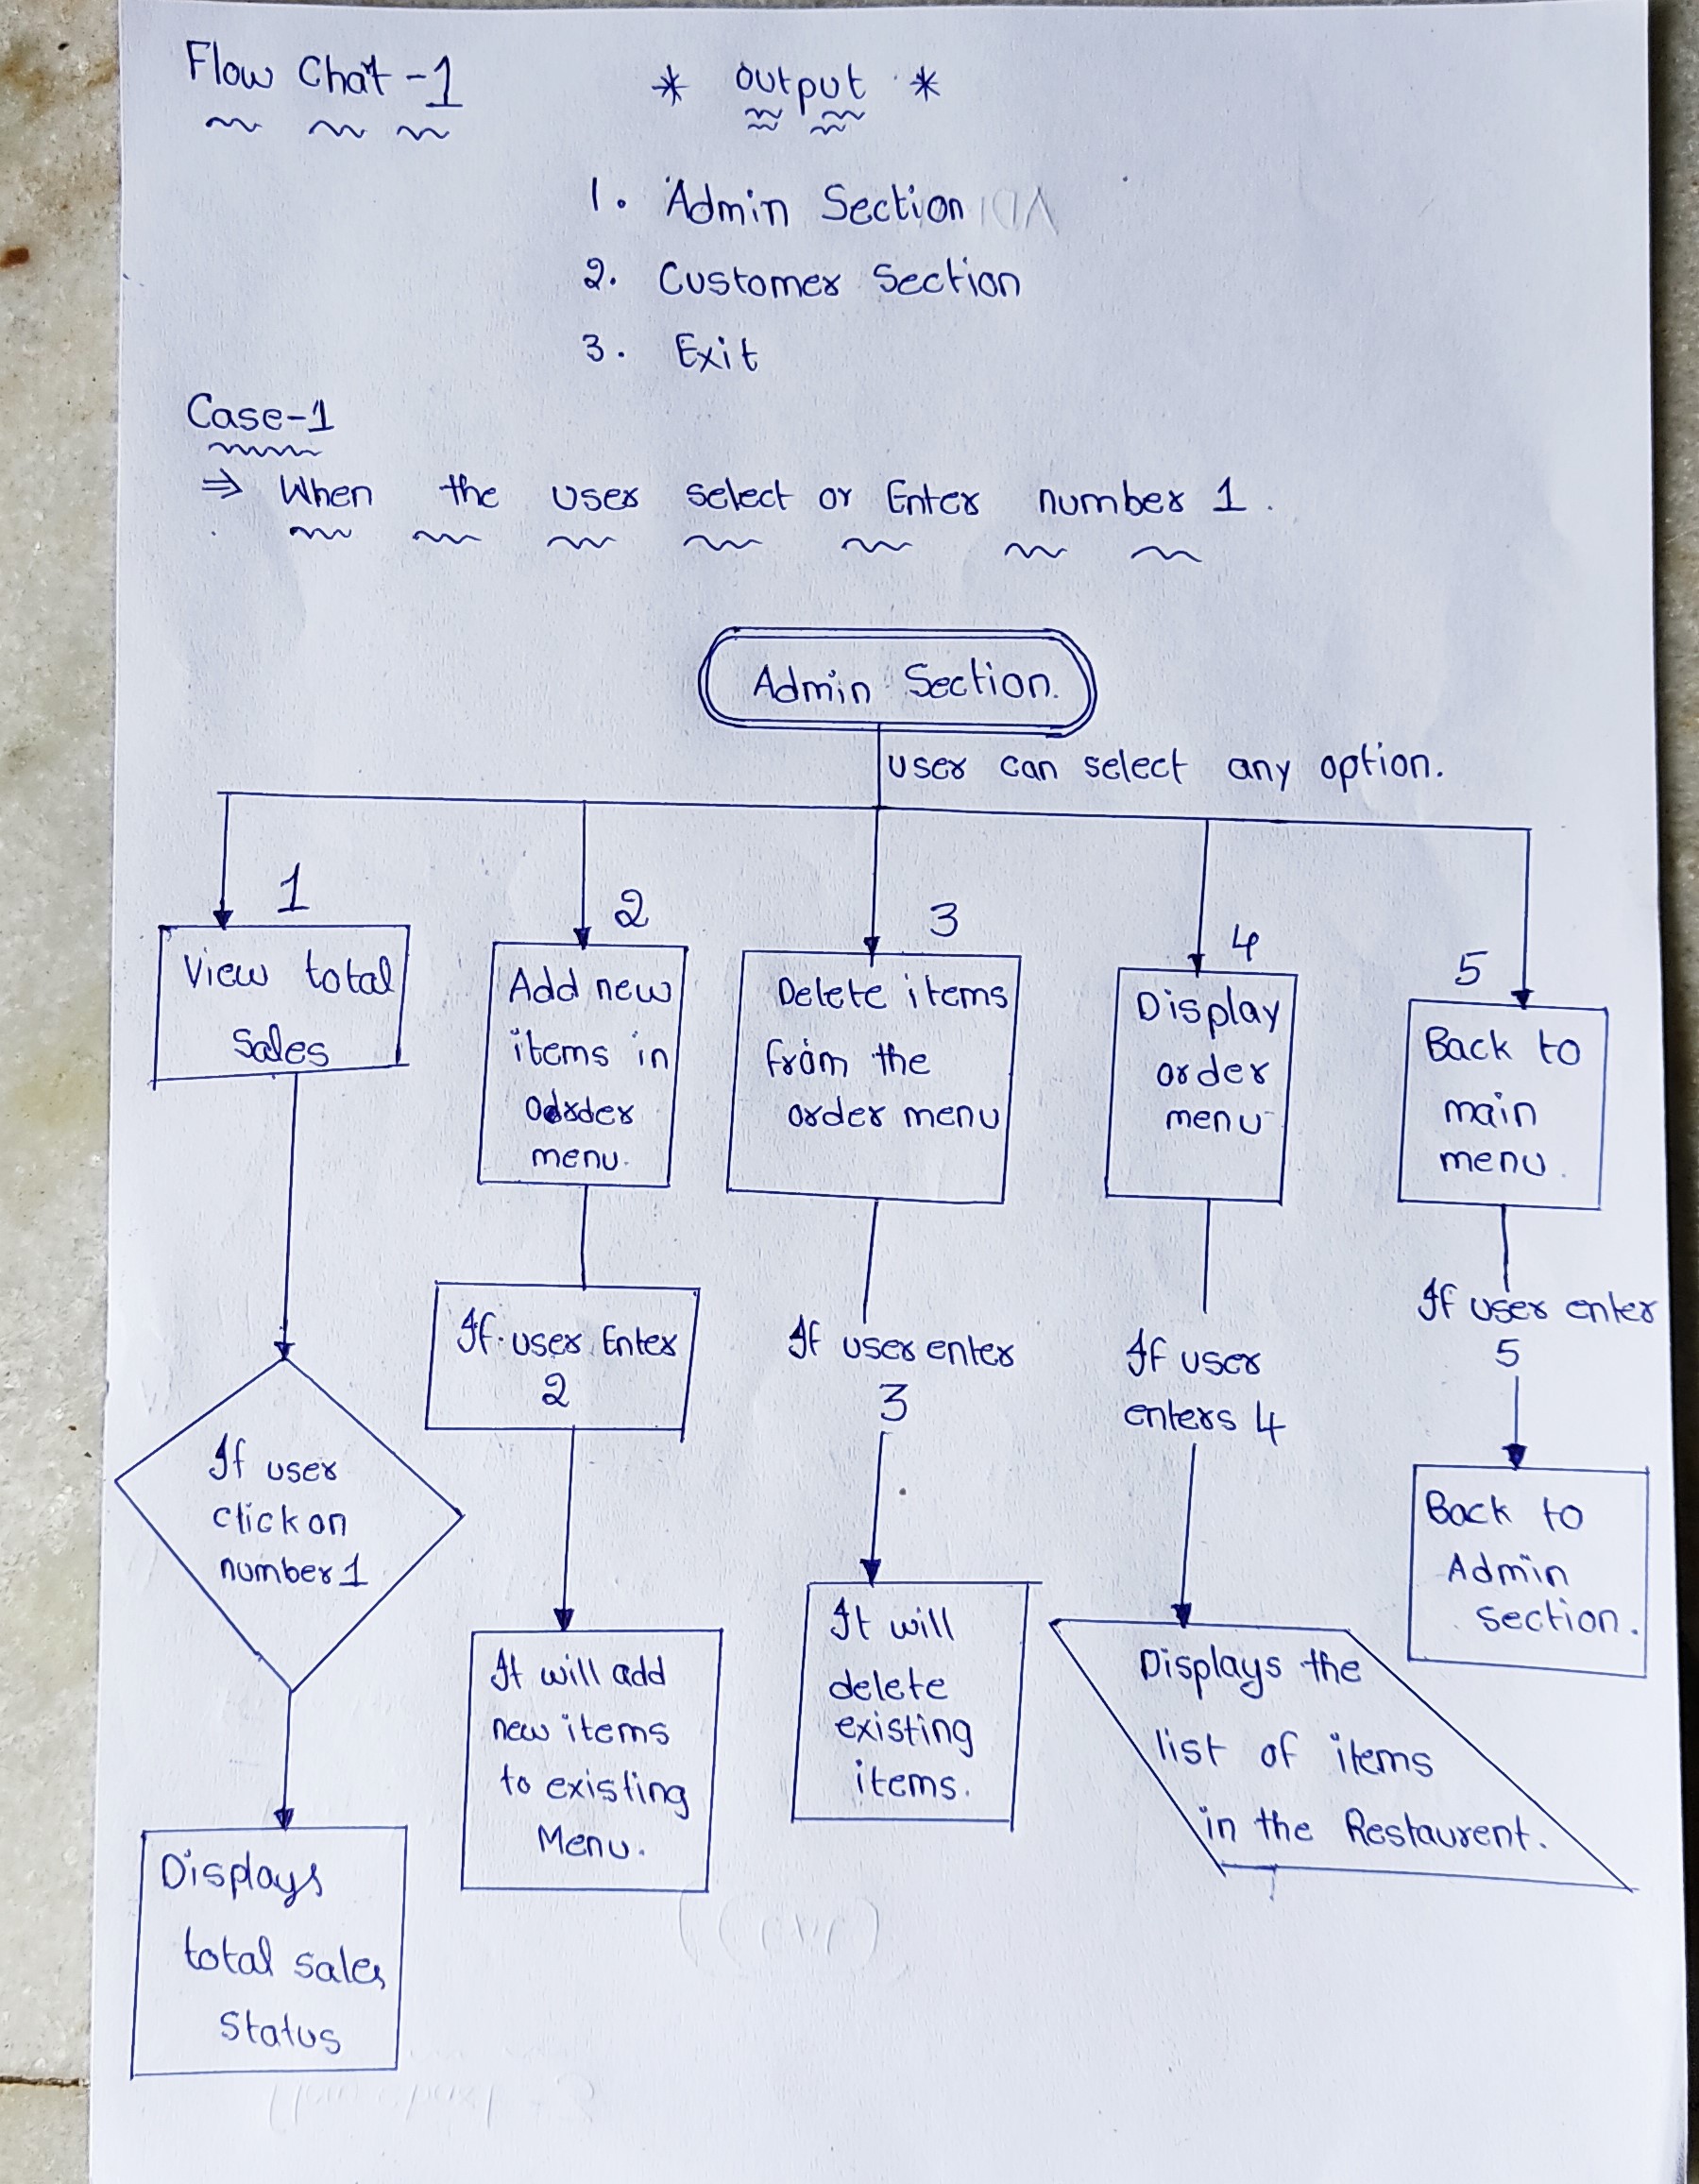 Flow Chat-1
* output *
1. Admin Section
2. Customer Section
3. Exit
Case-1
⇒ When the user select or Enter number 1.
Admin Section.
user can select any option.
1
View total
Sales
If user
click on
number 1
Displays
total sales
Status
2
Add new
items in
Odrder
menu.
If user Enter
2
It will add
new items
to existing
Menu.
3
Delete items
from the
order menu
If user enter
3
It will
delete
existing
items.
4
Display
order
menu
If user
enters 4
Displays the
list of items
in the Restaurent.
5
Back to
main
menu.
If user enter
5
Back to
Admin
Section.